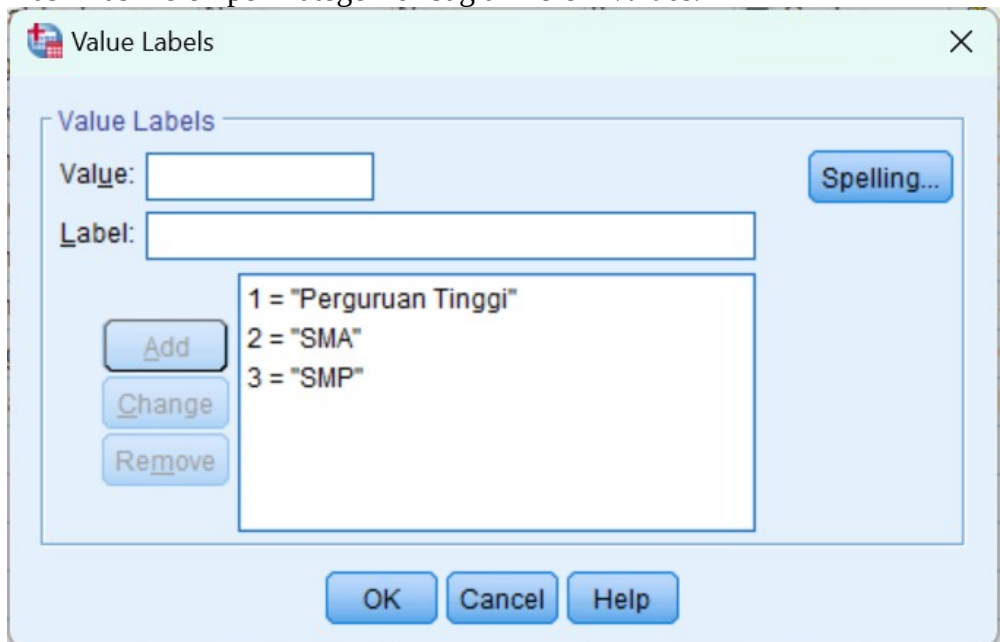 Value Labels
Value Labels
Value:
Spelling...
Label:
1 = "Perguruan Tinggi"
2 = "SMA"
3 = "SMP"
Add
Change
Remove
OK
Cancel
Help